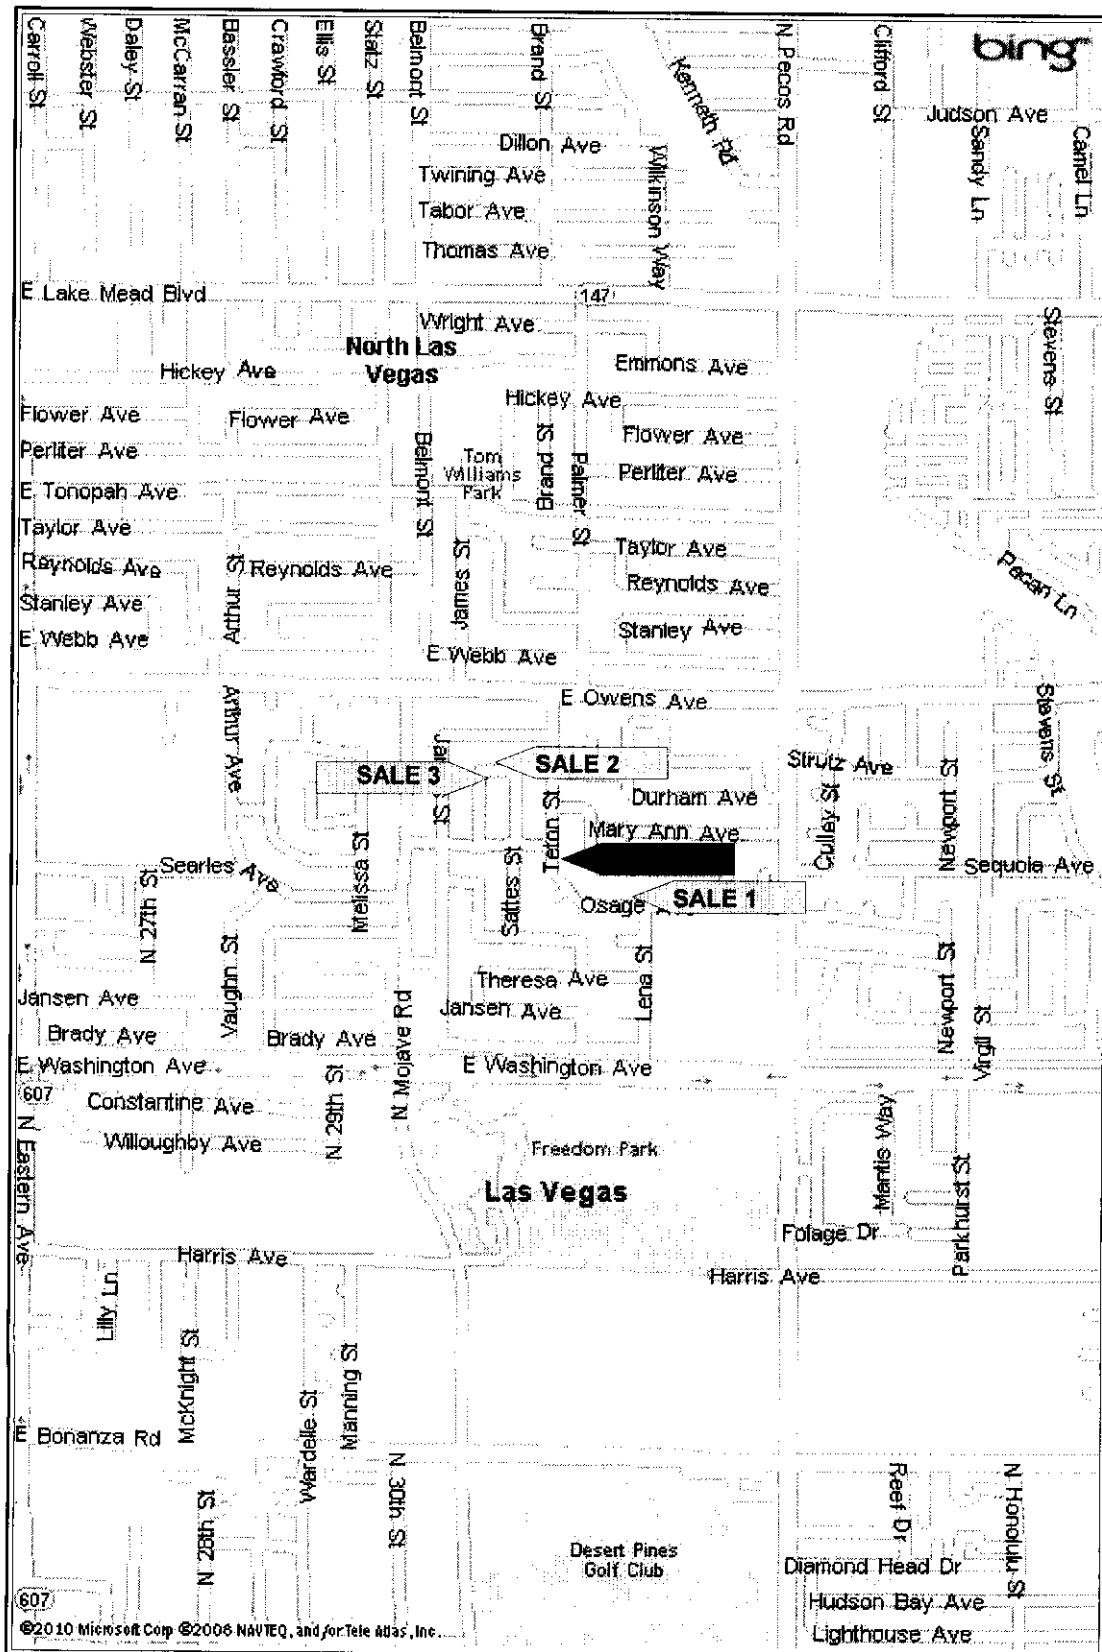 Carroll St
Webster St
Daley St
McCarran St
Bassler St
Crawford St
Ellis St
Statz St
Belmont St
Brand St
Kenneth Rd
N Pecos Rd
Clifford St
bing
Judson Ave
Sandy Ln
Camel Ln
Dillon Ave
Twining Ave
Wilkinson Way
Tabor Ave
Thomas Ave
E Lake Mead Blvd
147
Wright Ave
Stevens St
North Las
Vegas
Emmons Ave
Hickey Ave
Hickey Ave
Flower Ave
Flower Ave
Flower Ave
Perliter Ave
Belmont St
Tom
Williams
Park
Brand St
Palmer St
Perliter Ave
E Tonopah Ave
Taylor Ave
Taylor Ave
Reynolds Ave
Arthur St
Reynolds Ave
James St
Reynolds Ave
Pecan Ln
Stanley Ave
Stanley Ave
E Webb Ave
E Webb Ave
Arthur Ave
E Owens Ave
Stevens St
SALE 3
SALE 2
Strutz Ave
Durham Ave
Teton St
Mary Ann Ave
Culley St
Newport St
Searles Ave
Melissa St
Sattes St
Sequoia Ave
N 27th St
Osage
SALE 1
Vaughn St
Theresa Ave
Lena St
Newport St
Jansen Ave
N Mojave Rd
Jansen Ave
Virgil St
Brady Ave
Brady Ave
E Washington Ave
E Washington Ave
607
Constantine Ave
N 29th St
Mantis Way
N Eastern Ave
Willoughby Ave
Freedom Park
Parkhurst St
Las Vegas
Folage Dr
Harris Ave
Harris Ave
Lilly Ln
McKnight St
Manning St
Wardelle St
E Bonanza Rd
N 30th St
Reef Dr
N Honolulu St
N 28th St
Desert Pines
Golf Club
Diamond Head Dr
607
Hudson Bay Ave
©2010 Microsoft Corp ©2008 NAVTEQ, and/or Tele Atlas, Inc.
Lighthouse Ave